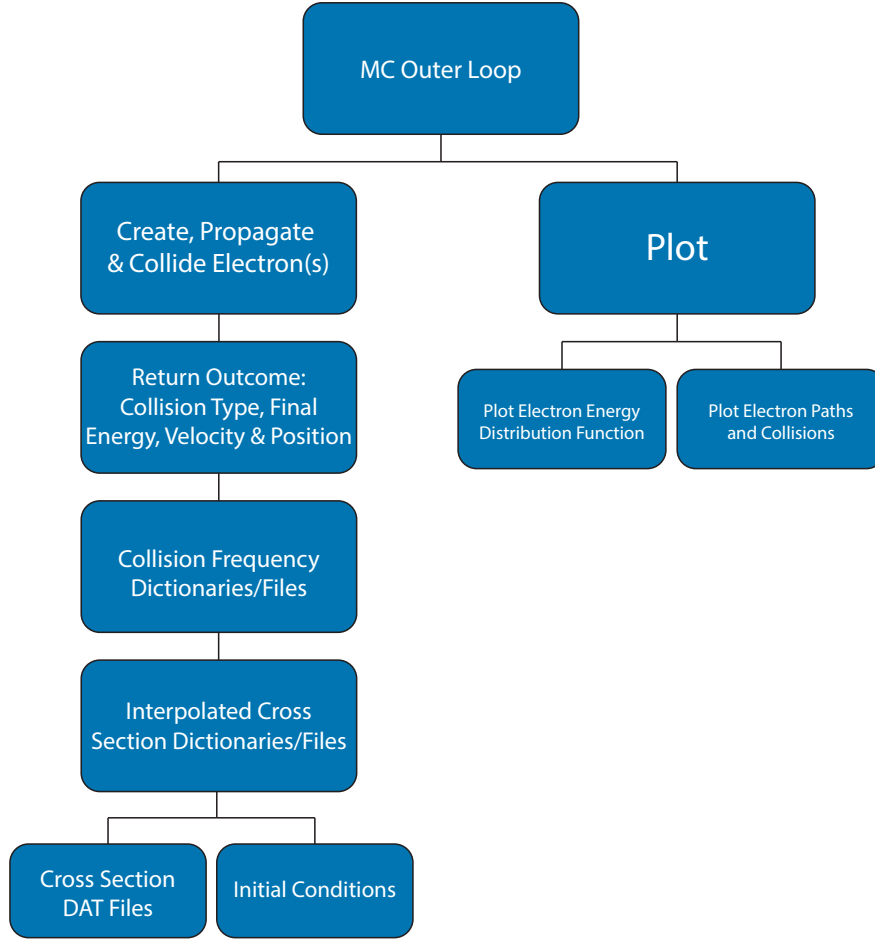 MC Outer Loop
Create, Propagate
& Collide Electron(s)
Plot
Return Outcome:
Collision Type, Final
Energy, Velocity & Position
Plot Electron Energy
Distribution Function
Plot Electron Paths
and Collisions
Collision Frequency
Dictionaries/Files
Interpolated Cross
Section Dictionaries/Files
Cross Section
DAT Files
Initial Conditions